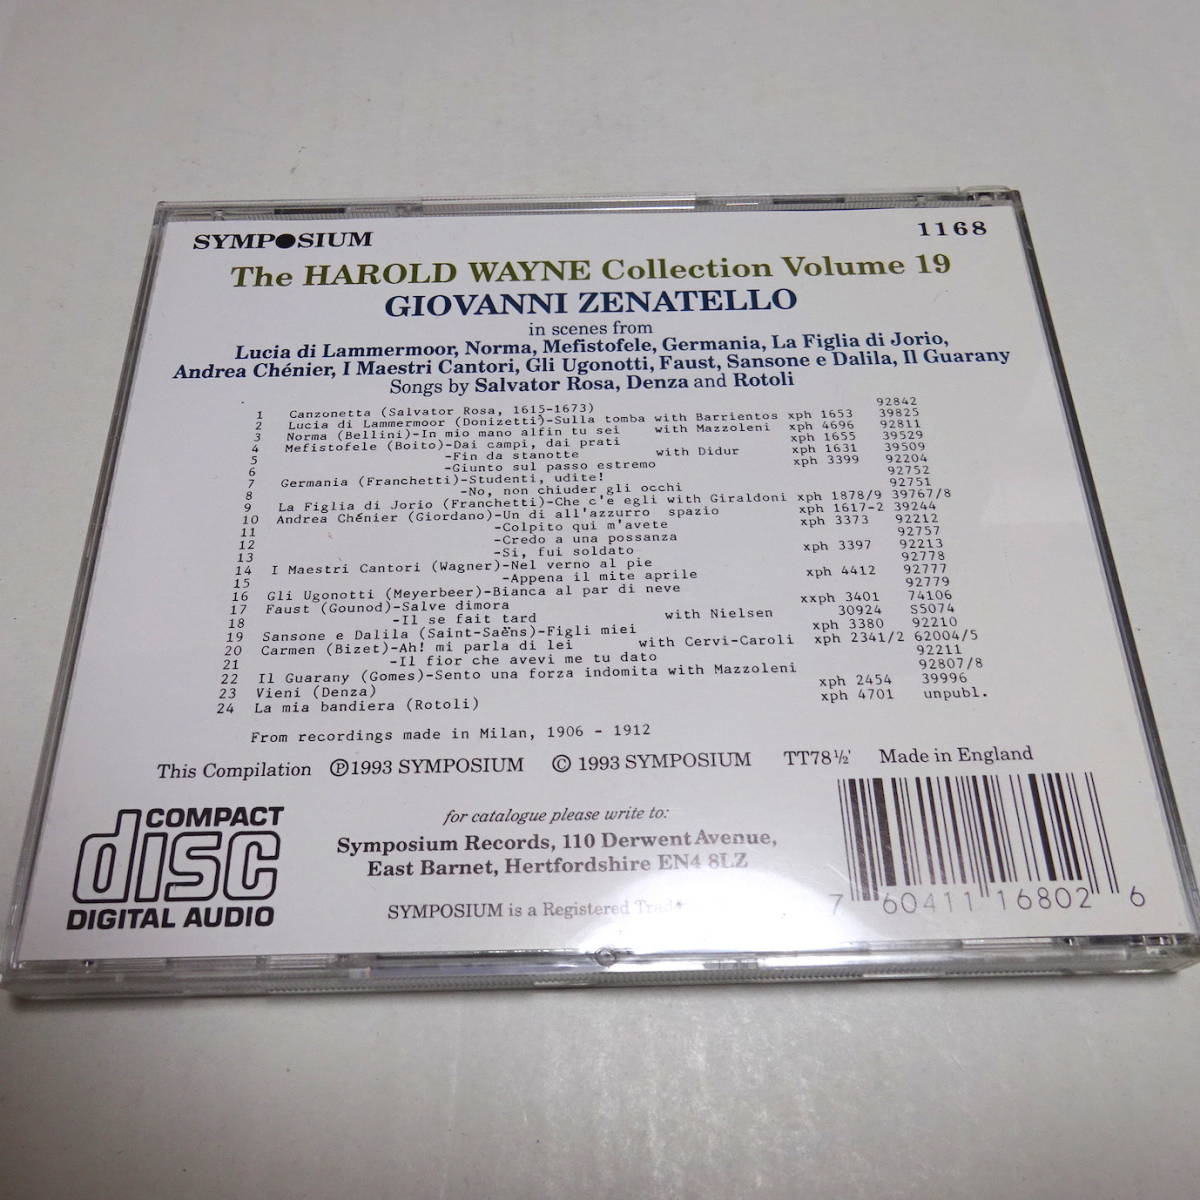 SYMPOSIUM 1168
The HAROLD WAYNE Collection Volume 19
GIOVANNI ZENATELLO
in scenes from
Lucia di Lammermoor, Norma, Mefistofele, Germania, La Figlia di Jorio,
Andrea Chénier, I Maestri Cantori, Gli Ugonotti, Faust, Sansone e Dalila, Il Guarany
Songs by Salvator Rosa, Denza and Rotoli
1 Canzonetta (Salvator Rosa, 1615-1673) 92842
2 Lucia di Lammermoor (Donizetti)-Sulla tomba with Barrientos xph 1653 39825
3 Norma (Bellini)-In mio mano alfin tu sei with Mazzoleni xph 4696 92811
4 Mefistofele (Boito)-Dai campi, dai prati xph 1655 39529
5 -Fin da stanotte with Didur xph 1631 39509
6 -Giunto sul passo estremo xph 3399 92204
7 Germania (Franchetti)-Studenti, udite! 92752
8 -No, non chiuder gli occhi 92751
9 La Figlia di Jorio (Franchetti)-Che c'e egli with Giraldoni xph 1878/9 39767/8
10 Andrea Chénier (Giordano)-Un di all'azzurro spazio xph 1617-2 39244
11 -Colpito qui m'avete xph 3373 92212
12 -Credo a una possanza 92757
13 -Si, fui soldato xph 3397 92213
14 I Maestri Cantori (Wagner)-Nel verno al pie 92778
15 -Appena il mite aprile xph 4412 92777
16 Gli Ugonotti (Meyerbeer)-Bianca al par di neve 92779
17 Faust (Gounod)-Salve dimora xxph 3401 74106
18 -Il se fait tard with Nielsen 30924 S5074
19 Sansone e Dalila (Saint-Saëns)-Figli miei xph 3380 92210
20 Carmen (Bizet)-Ah! mi parla di lei with Cervi-Caroli xph 2341/2 62004/5
21 -Il fior che avevi me tu dato 92211
22 Il Guarany (Gomes)-Sento una forza indomita with Mazzoleni 92807/8
23 Vieni (Denza) xph 2454 39996
24 La mia bandiera (Rotoli) xph 4701 unpubl.
From recordings made in Milan, 1906 - 1912
This Compilation Ⓟ1993 SYMPOSIUM © 1993 SYMPOSIUM TT78½' Made in England
COMPACT
disc
DIGITAL AUDIO
for catalogue please write to:
Symposium Records, 110 Derwent Avenue,
East Barnet, Hertfordshire EN4 8LZ
SYMPOSIUM is a Registered
7 60411 16802 6